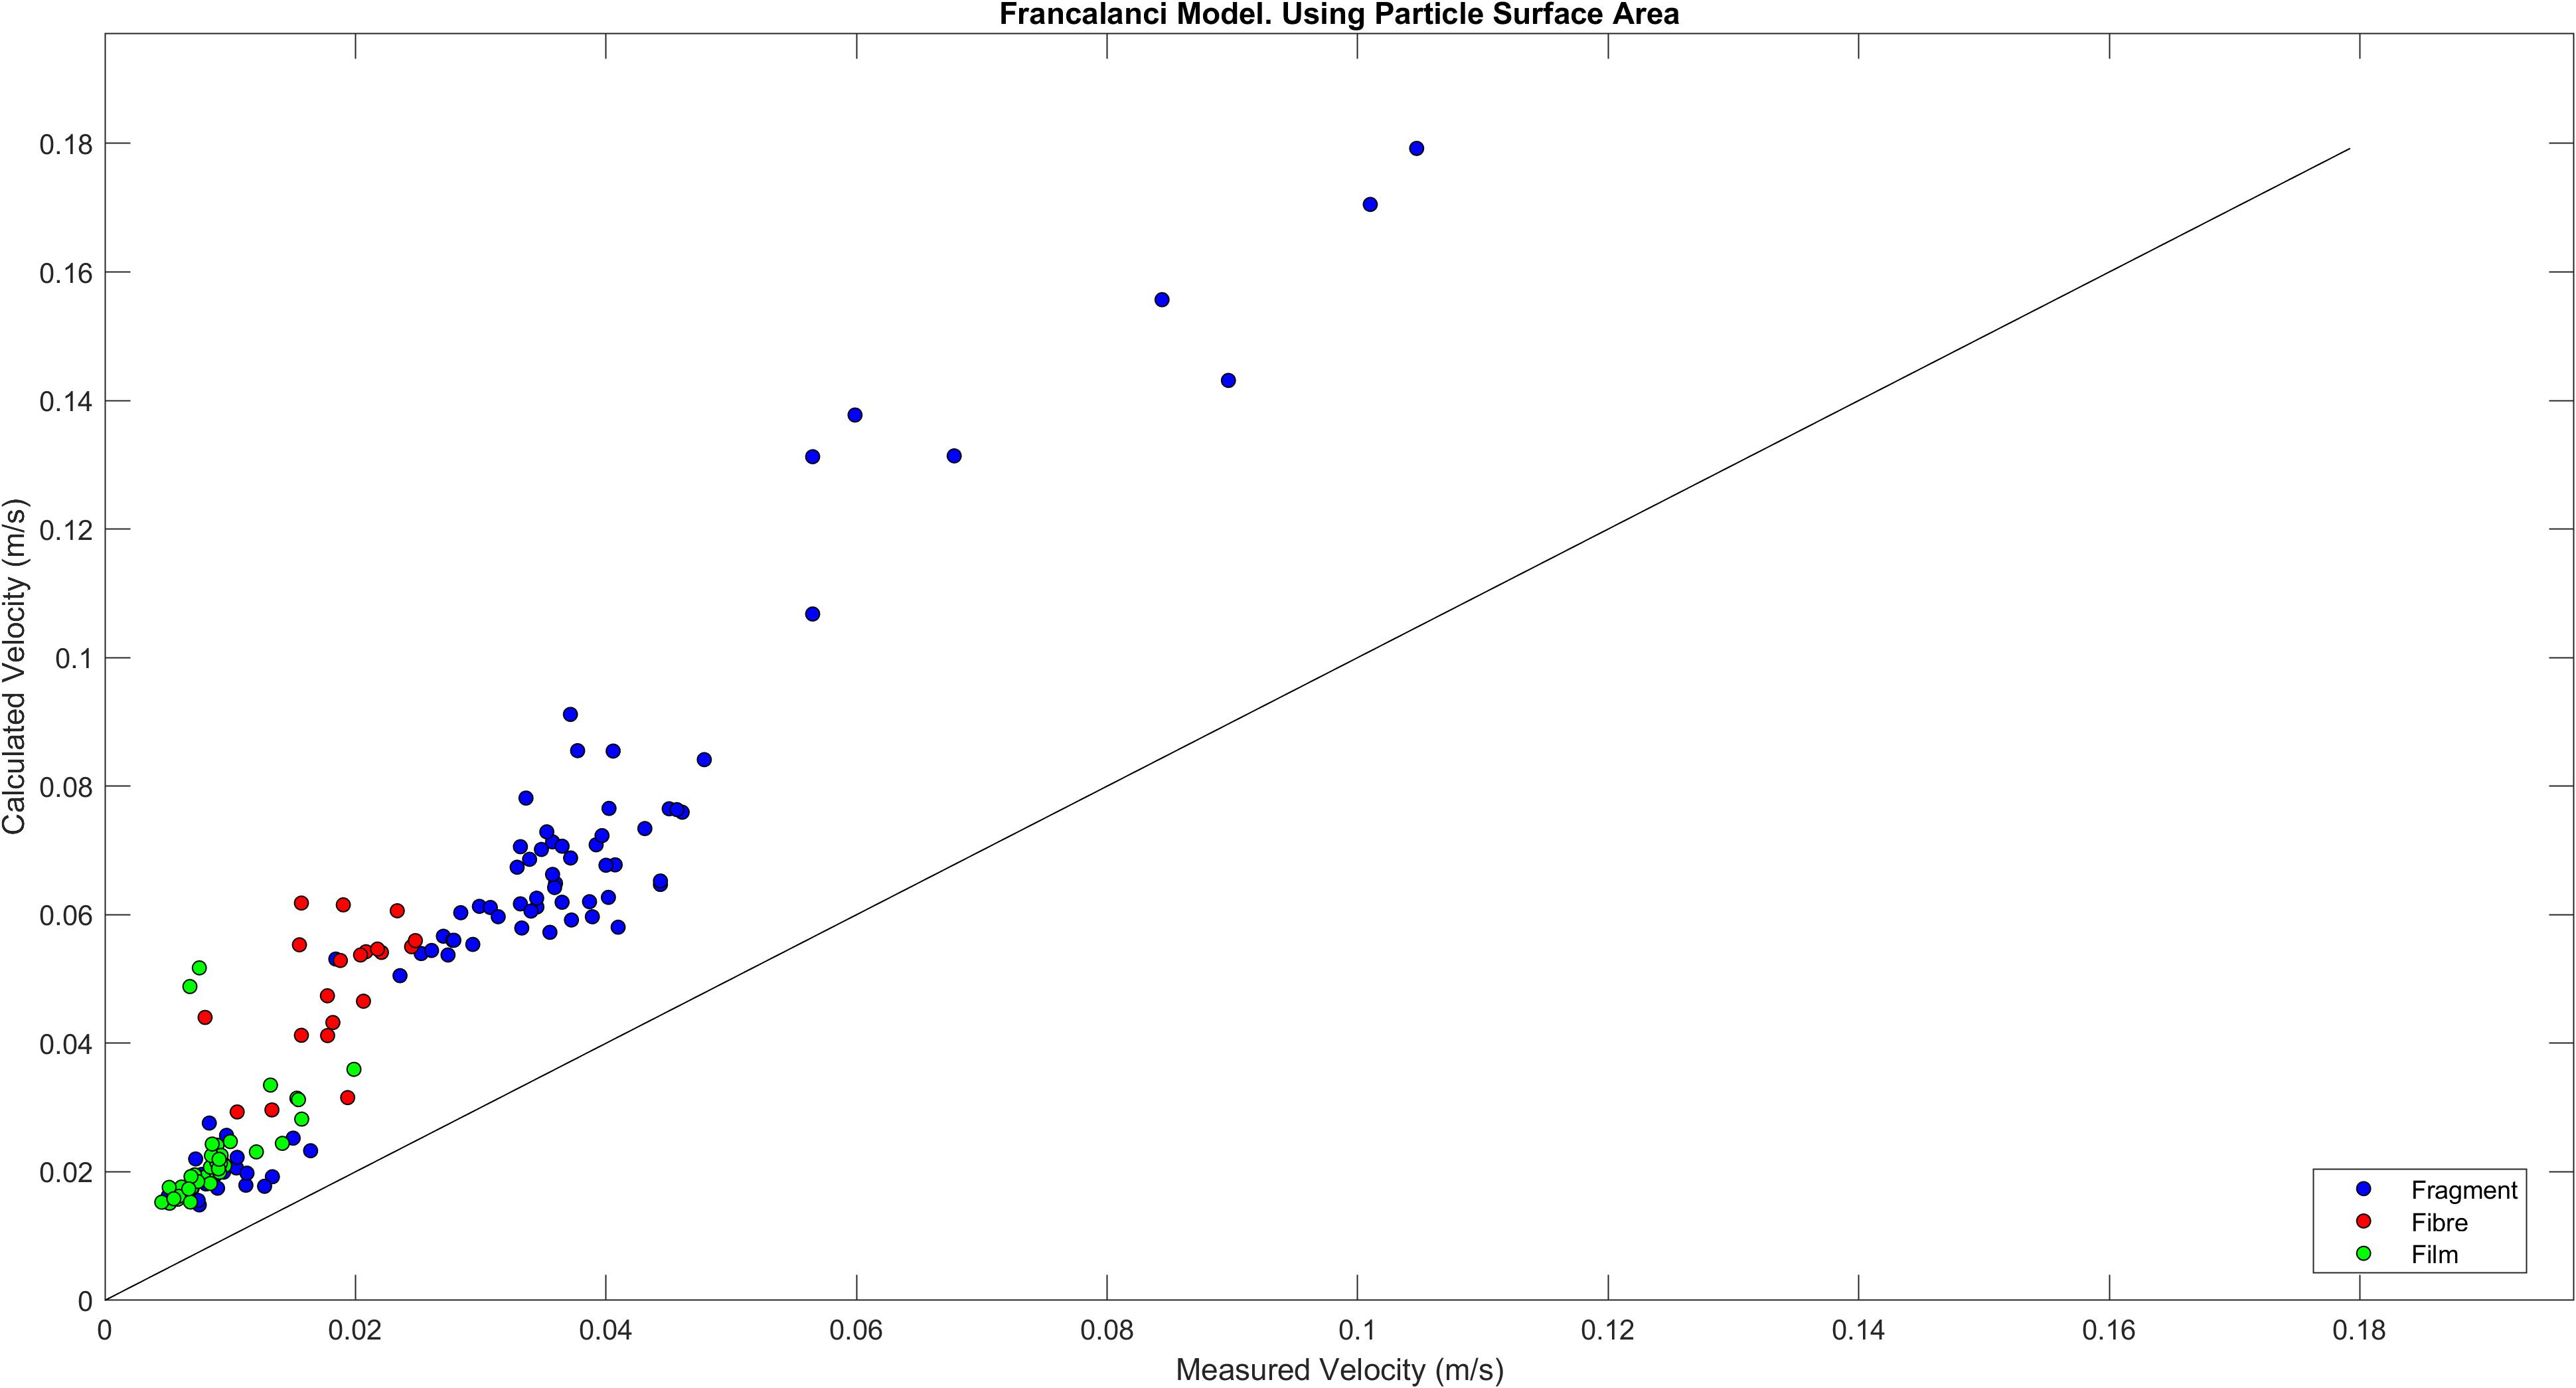 Francalanci Model. Using Particle Surface Area
Calculated Velocity (m/s)
0.18
0.16
0.14
0.12
0.1
0.08
0.06
0.04
0.02
0
0 0.02 0.04 0.06 0.08 0.1 0.12 0.14 0.16 0.18
Measured Velocity (m/s)
Fragment
Fibre
Film